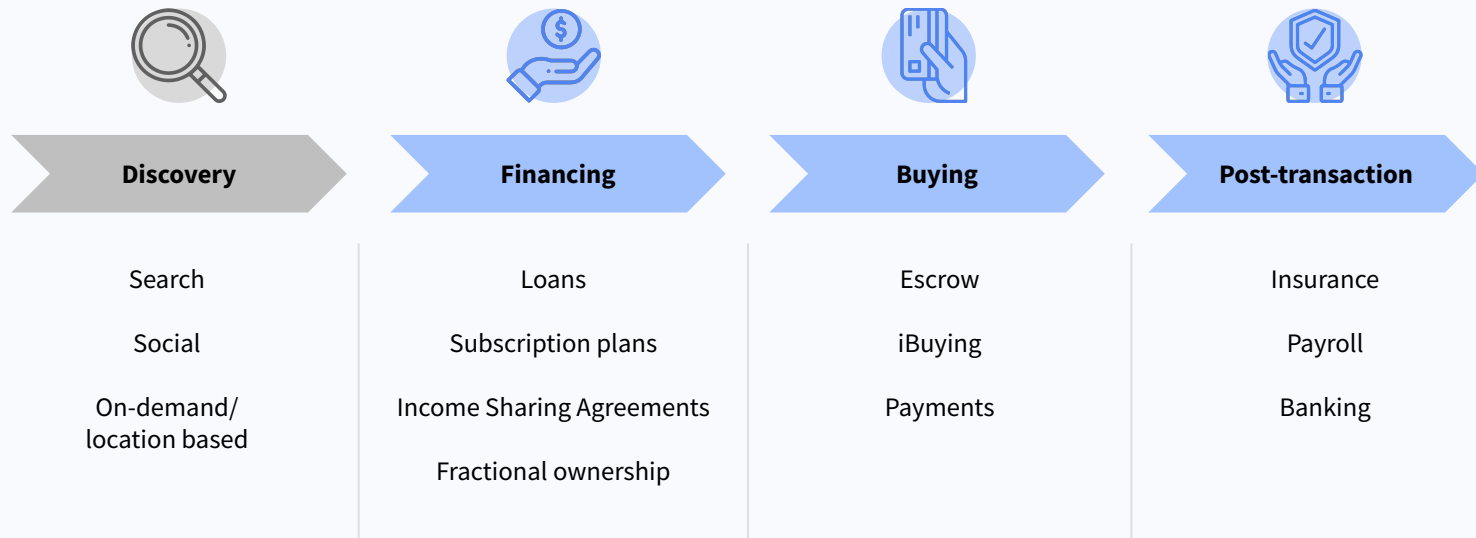 Discovery
Financing
Buying
Post-transaction
Search
Social
On-demand/
location based
Loans
Subscription plans
Income Sharing Agreements
Fractional ownership
Escrow
iBuying
Payments
Insurance
Payroll
Banking